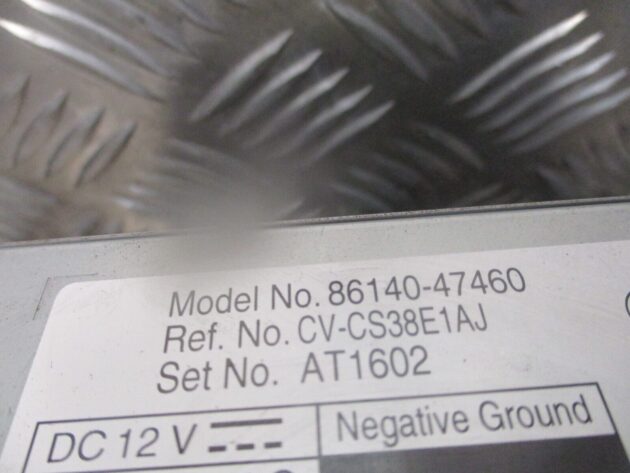 Model No. 86140-47460
Ref. No. CV-CS38E1AJ
Set No. AT1602
DC 12 V
Negative Ground